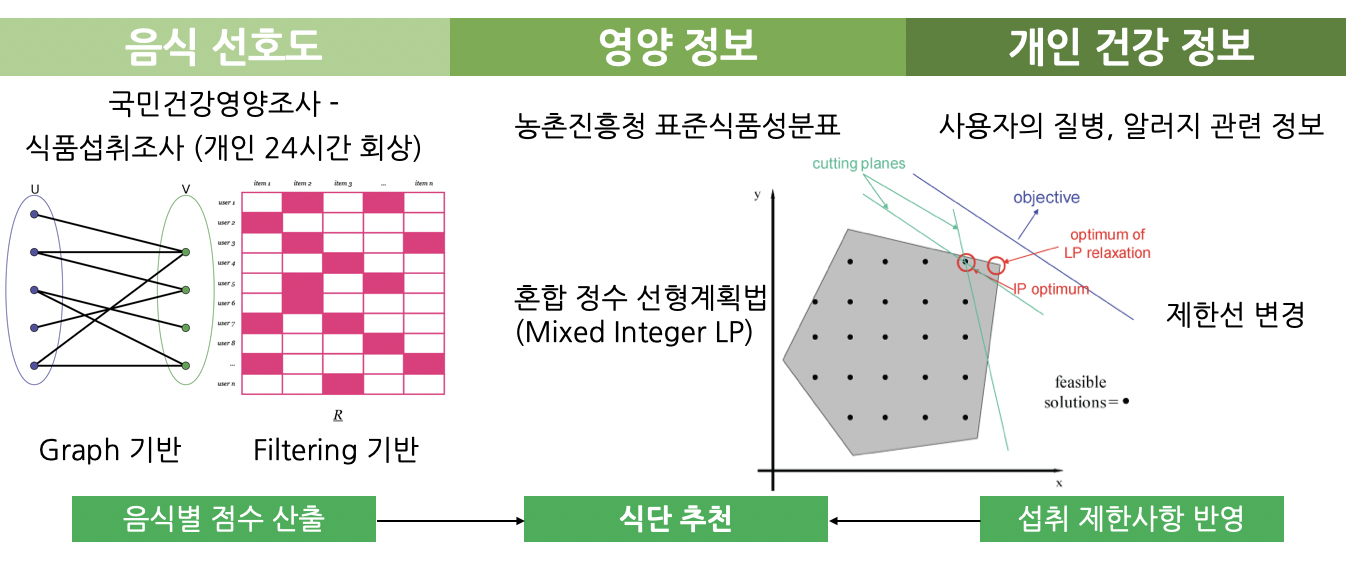 음식 선호도
영양 정보
개인 건강 정보
국민건강영양조사 -
식품섭취조사 (개인 24시간 회상)
U
V
item 1
item 2
item 3
...
item n
user 1
user 2
user 3
user 4
user 5
user 6
user 7
user 8
...
user n
R
Graph 기반
Filtering 기반
농촌진흥청 표준식품성분표
혼합 정수 선형계획법
(Mixed Integer LP)
사용자의 질병, 알러지 관련 정보
cutting planes
y
objective
optimum of
LP relaxation
IP optimum
제한선 변경
feasible
solutions=
x
음식별 점수 산출
식단 추천
섭취 제한사항 반영